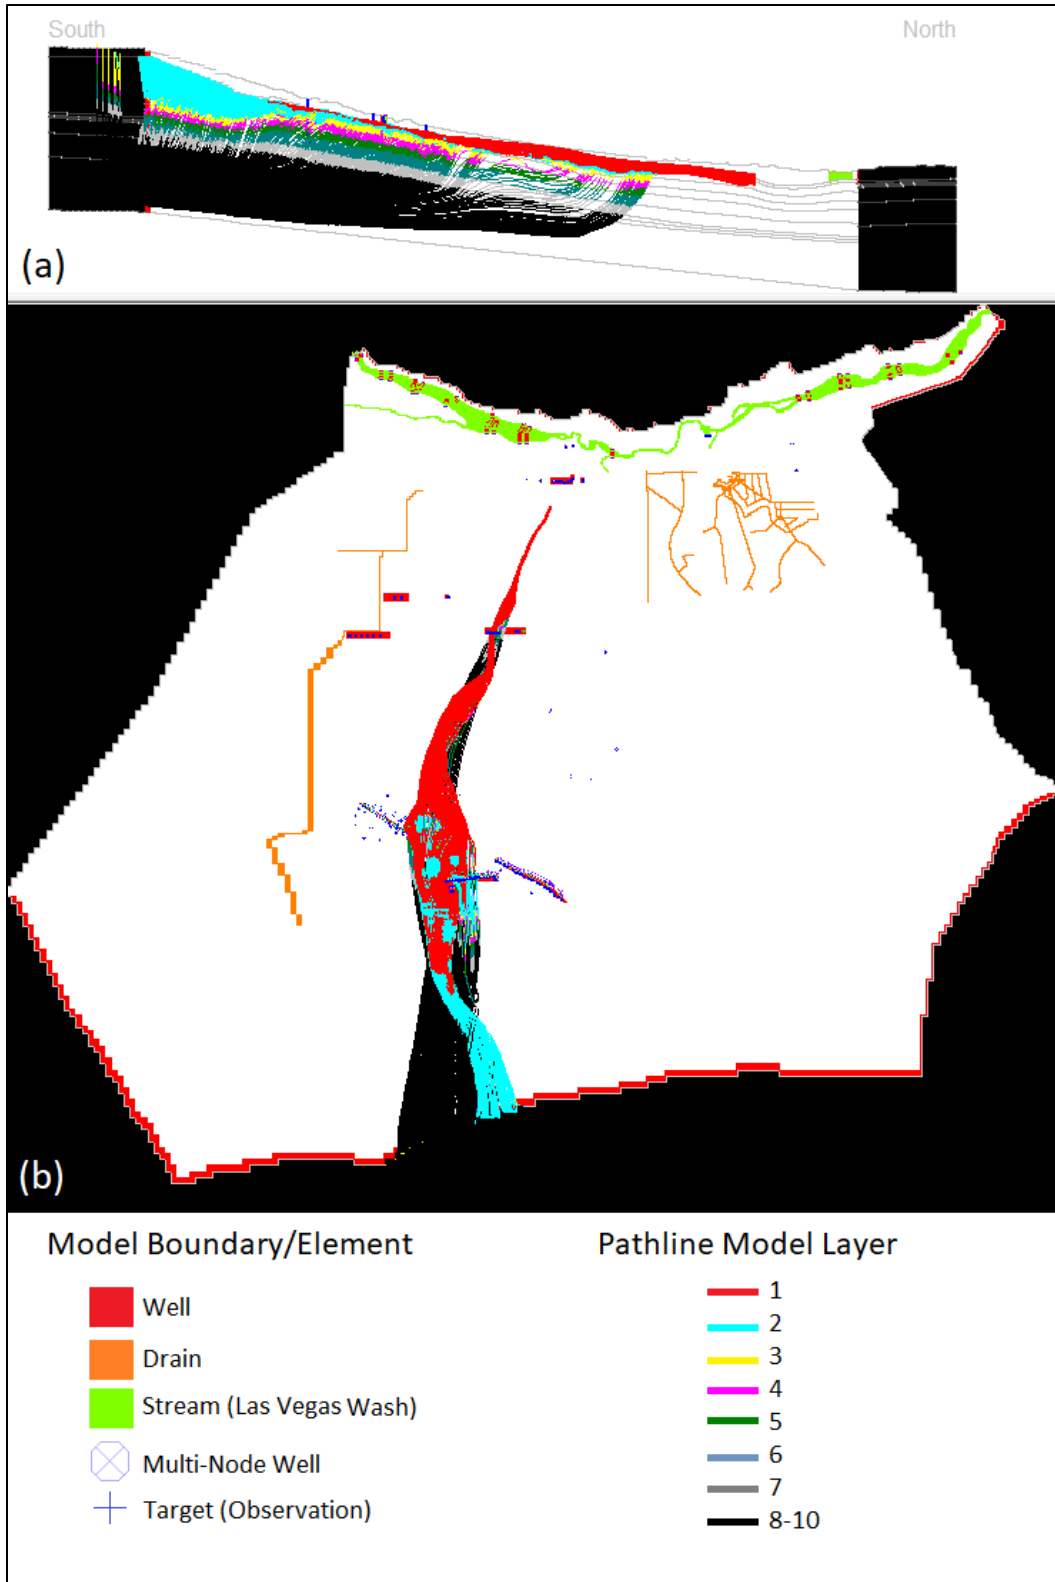 South North
(a)
(b)
Model Boundary/Element
Well
Drain
Stream (Las Vegas Wash)
Multi-Node Well
Target (Observation)
Pathline Model Layer
1
2
3
4
5
6
7
8-10